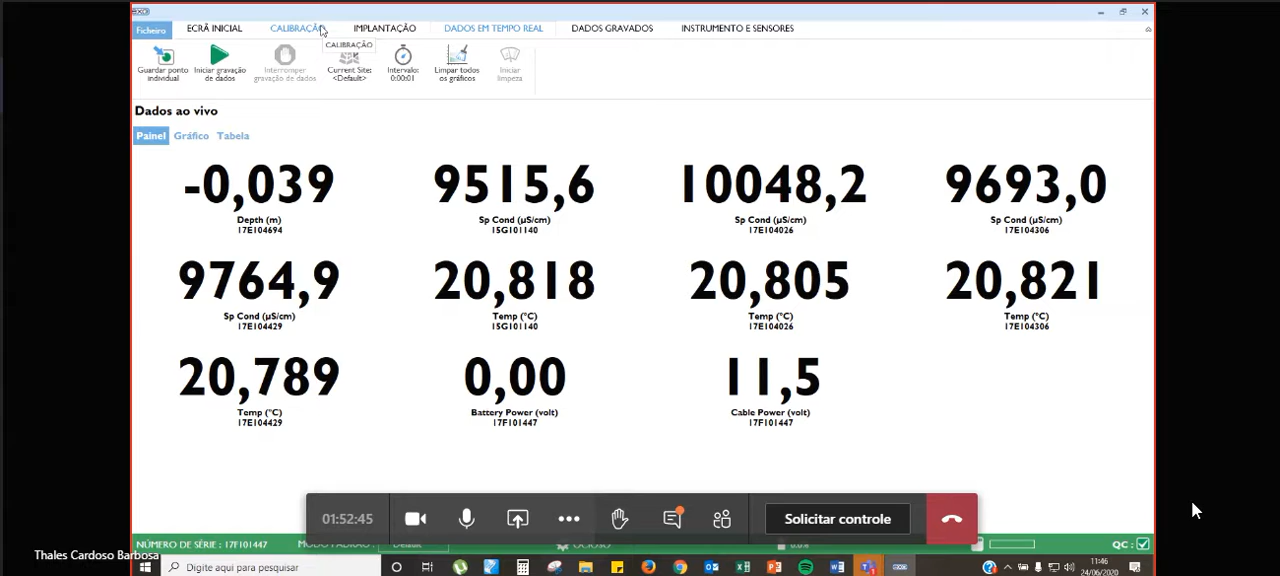 EXO
Ficheiro ECRÃ INICIAL CALIBRAÇÃO IMPLANTAÇÃO DADOS EM TEMPO REAL DADOS GRAVADOS INSTRUMENTO E SENSORES
CALIBRAÇÃO
Guardar ponto individual
Iniciar gravação de dados
Interromper gravação de dados
Current Site: <Default>
Intervalo: 0:00:01
Limpar todos os gráficos
Iniciar limpeza
Dados ao vivo
Painel Gráfico Tabela
-0,039 9515,6 10048,2 9693,0
Depth (m) Sp Cond (µS/cm) Sp Cond (µS/cm) Sp Cond (µS/cm)
17E104694 15G101140 17E104026 17E104306
9764,9 20,818 20,805 20,821
Sp Cond (µS/cm) Temp (°C) Temp (°C) Temp (°C)
17E104429 15G101140 17E104026 17E104306
20,789 0,00 11,5
Temp (°C) Battery Power (volt) Cable Power (volt)
17E104429 17F101447 17F101447
01:52:45 Solicitar controle
NÚMERO DE SÉRIE : 17F101447 QC :
Thales Cardoso Barbosa
Digite aqui para pesquisar
11:46
24/06/2020